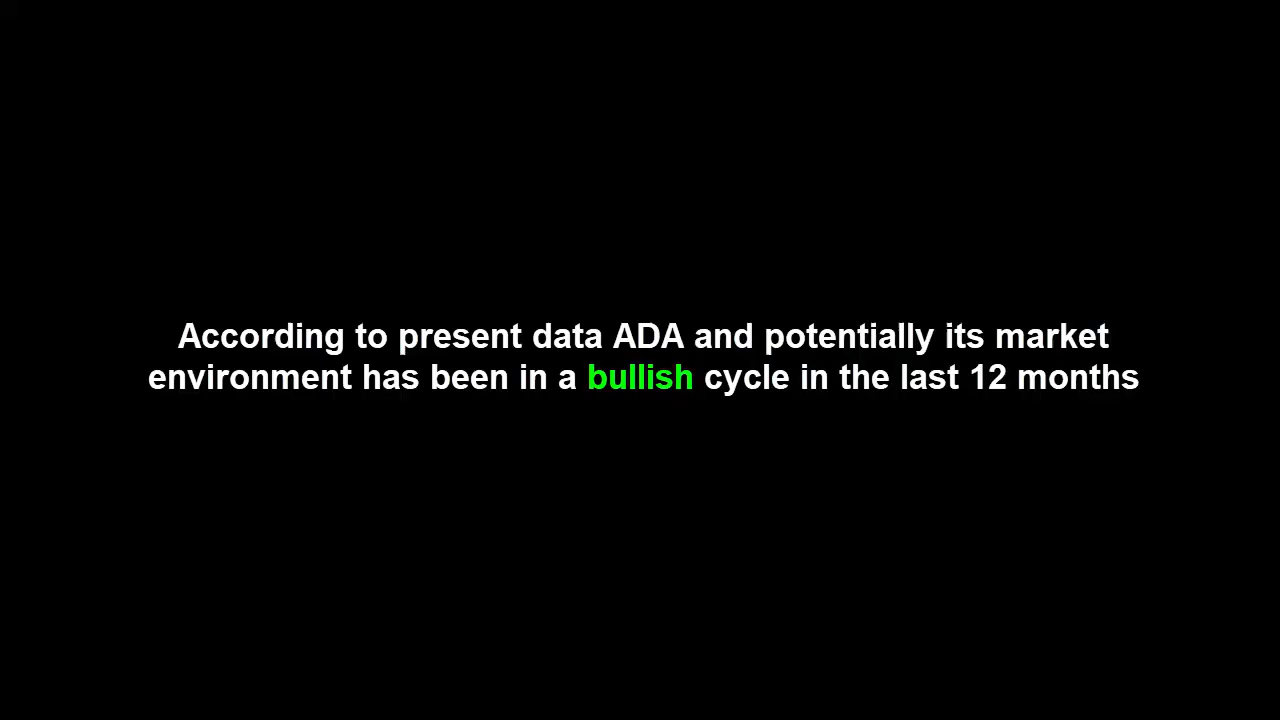 According to present data ADA and potentially its market
environment has been in a bullish cycle in the last 12 months